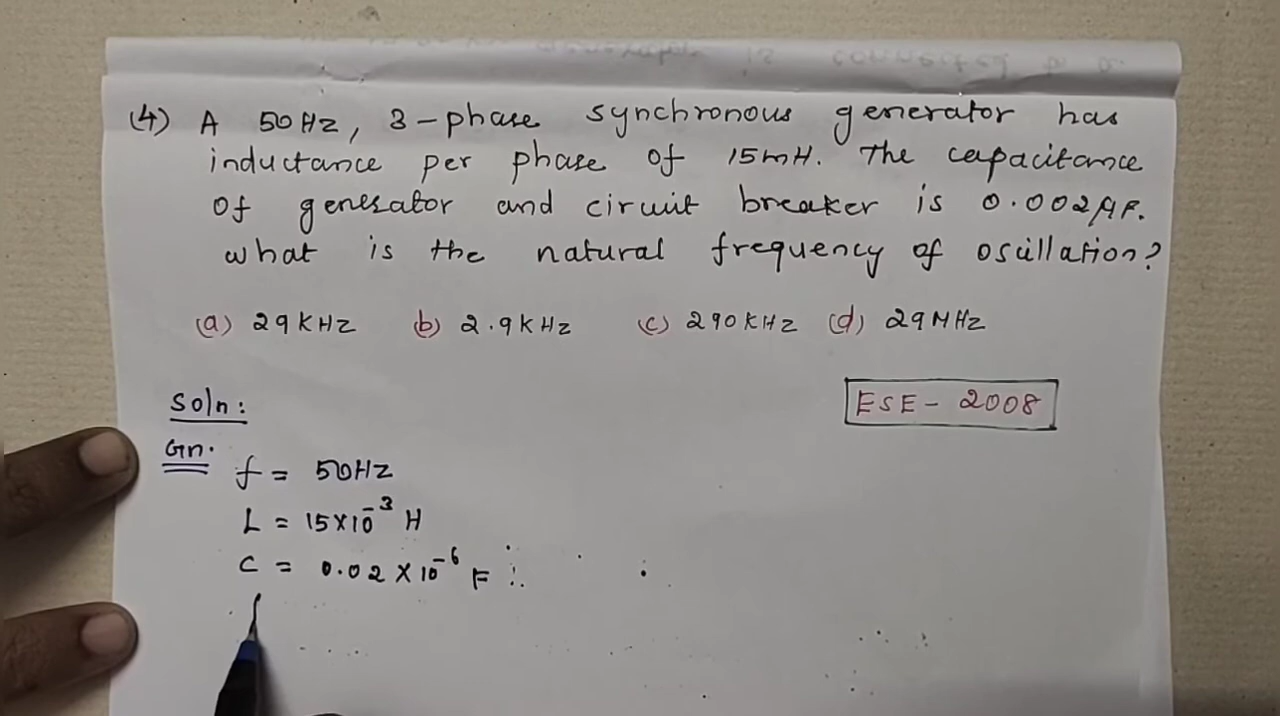 (4) A 50Hz, 3-phase synchronous generator has
inductance per phase of 15mH. The capacitance
of generator and ciruit breaker is 0.002μF.
what is the natural frequency of oscillation?
(a) 29KHz (b) 2.9KHz (c) 290KHz (d) 29MHz
Soln:
ESE - 2008
Gn.
f = 50Hz
L = 15×10⁻³ H
C = 0.02 × 10⁻⁶ F